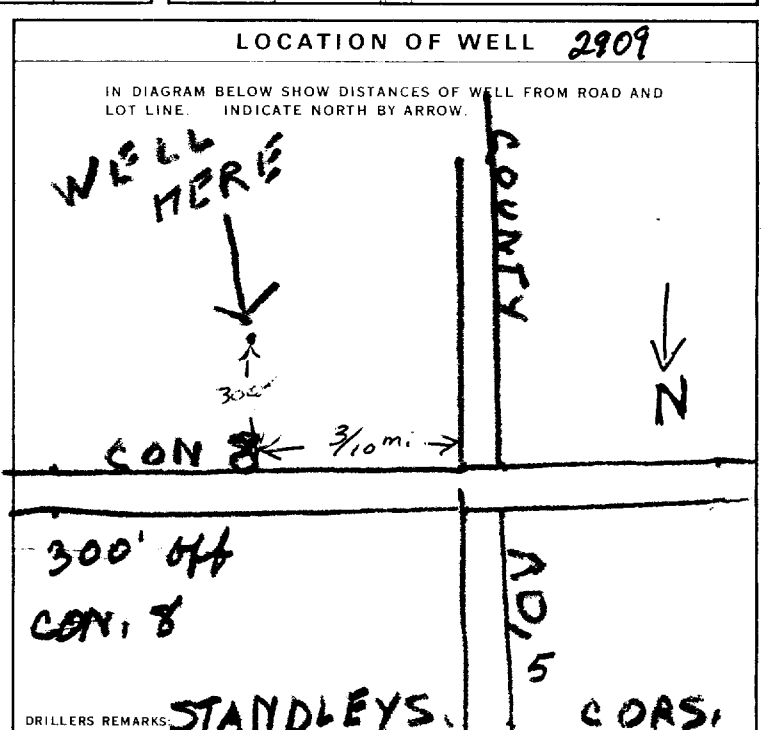 LOCATION OF WELL 2909
IN DIAGRAM BELOW SHOW DISTANCES OF WELL FROM ROAD AND
LOT LINE. INDICATE NORTH BY ARROW.
WELL
HERE
COUNTY
N
300'
CON 8
3/10 mi
300' off
CON. 8
5
DRILLERS REMARKS: STANDLEYS. CORS.